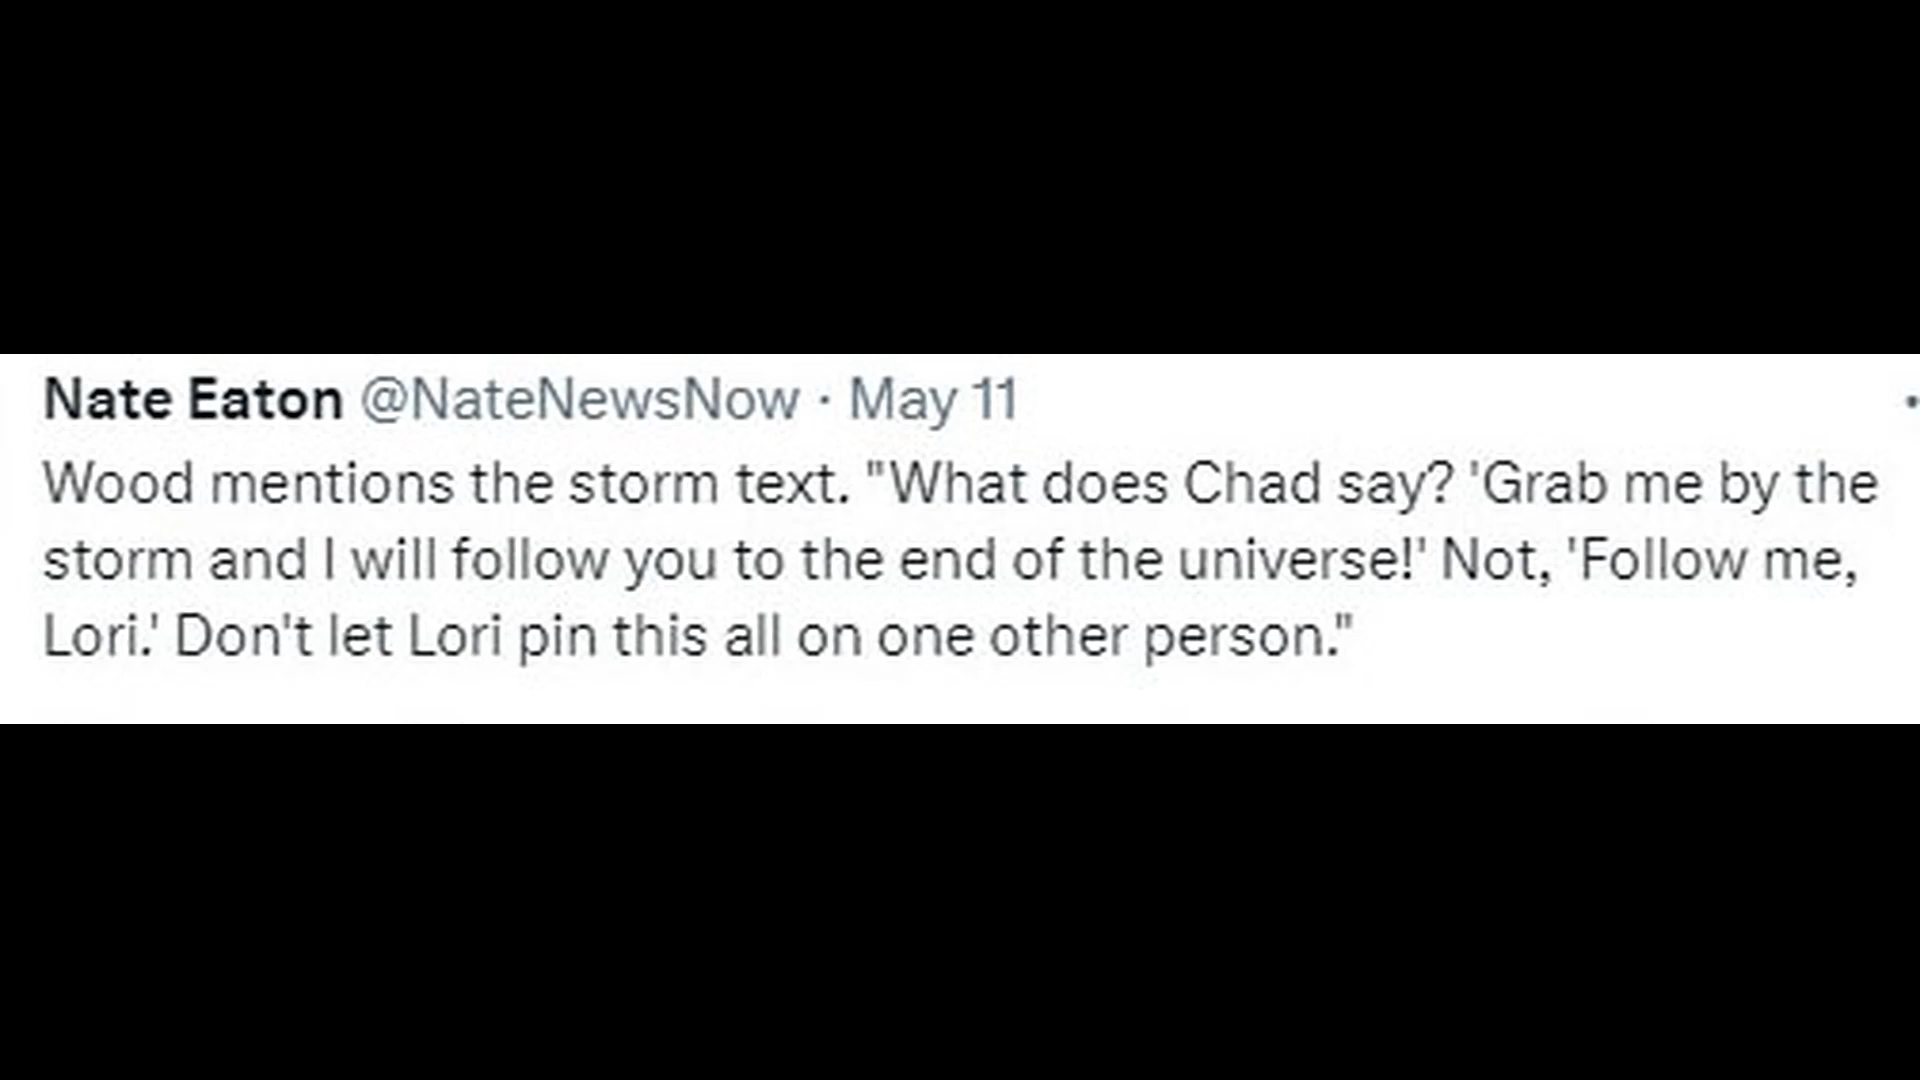 Nate Eaton @NateNewsNow · May 11
Wood mentions the storm text. "What does Chad say? 'Grab me by the
storm and I will follow you to the end of the universe!' Not, 'Follow me,
Lori.' Don't let Lori pin this all on one other person."